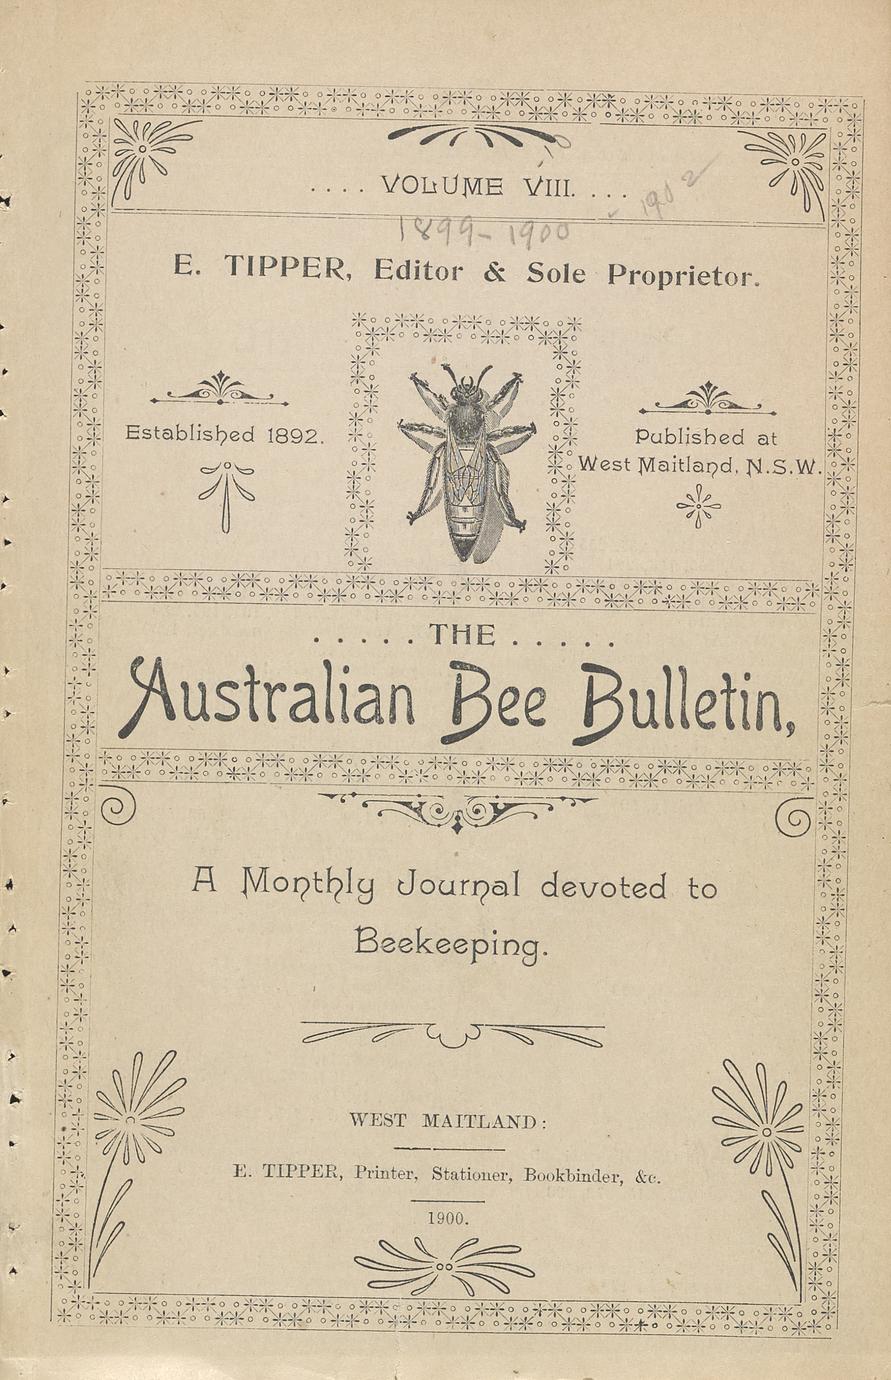 .... VOLUME VIII. ...
1899-1900 - 1902
E. TIPPER, Editor & Sole Proprietor.
Established 1892.
Published at
West Maitland, N.S.W.
..... THE .....
Australian Bee Bulletin,
A Monthly Journal devoted to
Beekeeping.
WEST MAITLAND:
E. TIPPER, Printer, Stationer, Bookbinder, &c.
1900.